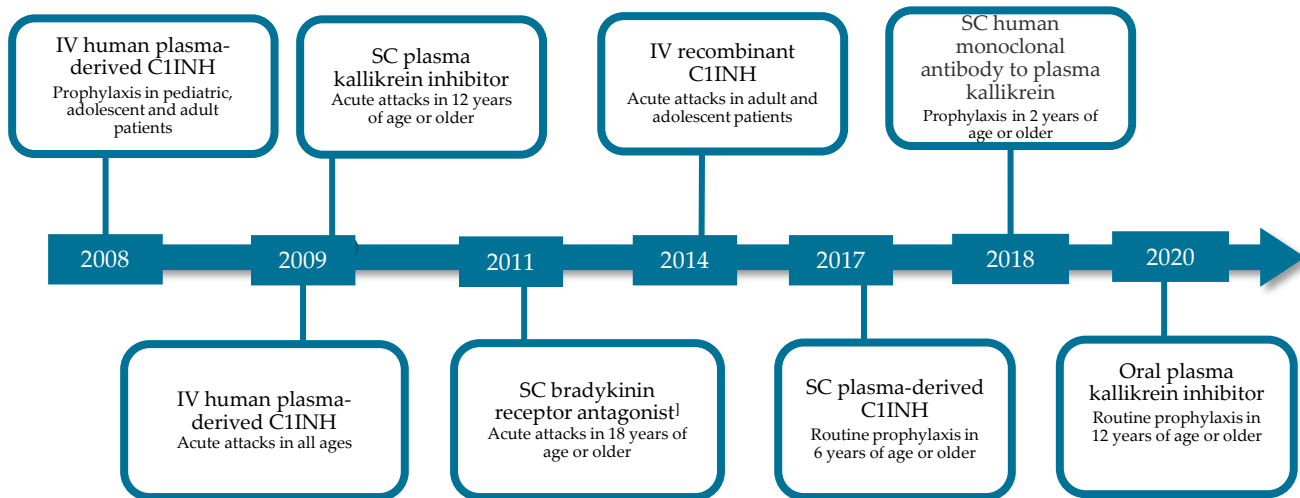 IV human plasma-
derived C1INH
Prophylaxis in pediatric,
adolescent and adult
patients
SC plasma
kallikrein inhibitor
Acute attacks in 12 years
of age or older
IV recombinant
C1INH
Acute attacks in adult and
adolescent patients
SC human
monoclonal
antibody to plasma
kallikrein
Prophylaxis in 2 years of
age or older
2008
2009
2011
2014
2017
2018
2020
IV human plasma-
derived C1INH
Acute attacks in all ages
SC bradykinin
receptor antagonist]
Acute attacks in 18 years of
age or older
SC plasma-derived
C1INH
Routine prophylaxis in
6 years of age or older
Oral plasma
kallikrein inhibitor
Routine prophylaxis in
12 years of age or older